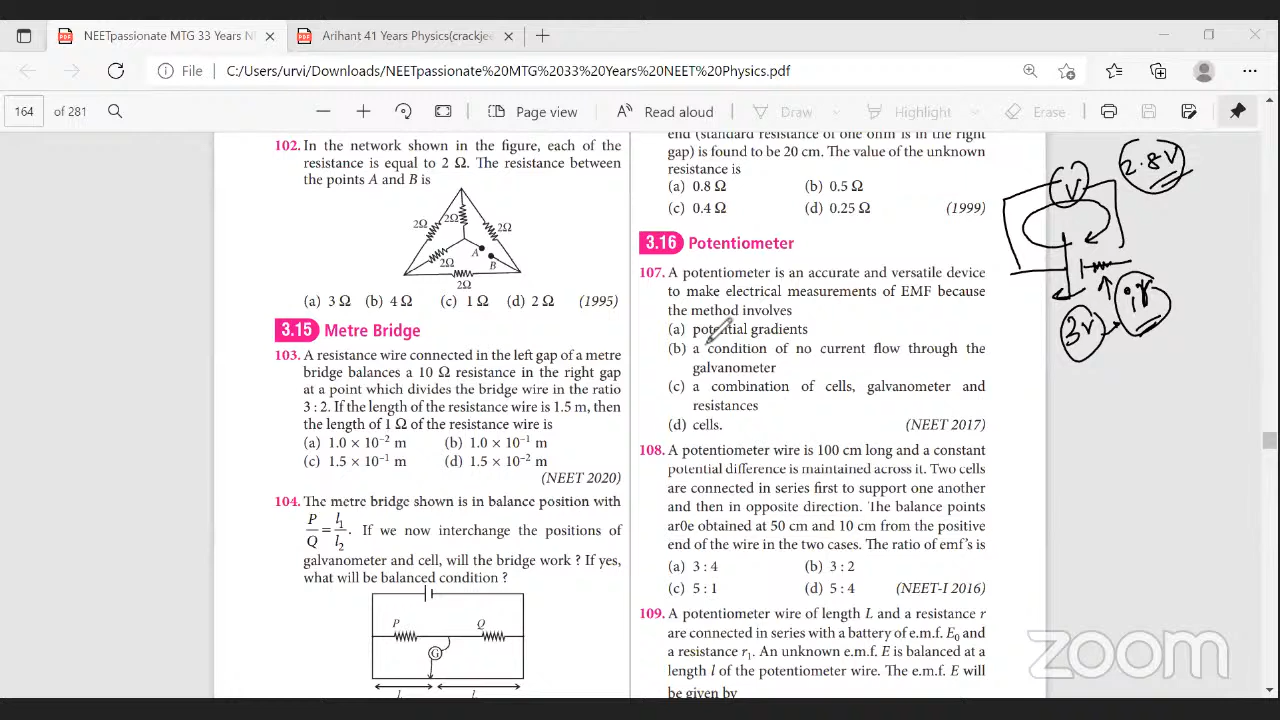 NEETpassionate MTG 33 Years NE
Arihant 41 Years Physics(crackjee
File
C:/Users/urvi/Downloads/NEETpassionate%20MTG%2033%20Years%20NEET%20Physics.pdf
164 of 281
Page view
Read aloud
Draw
Highlight
Erase
102. In the network shown in the figure, each of the
resistance is equal to 2 Ω. The resistance between
the points A and B is
2Ω
2Ω
2Ω
A
2Ω
B
2Ω
(a) 3 Ω (b) 4 Ω (c) 1 Ω (d) 2 Ω (1995)
3.15 Metre Bridge
103. A resistance wire connected in the left gap of a metre
bridge balances a 10 Ω resistance in the right gap
at a point which divides the bridge wire in the ratio
3 : 2. If the length of the resistance wire is 1.5 m, then
the length of 1 Ω of the resistance wire is
(a) 1.0 × 10⁻² m (b) 1.0 × 10⁻¹ m
(c) 1.5 × 10⁻¹ m (d) 1.5 × 10⁻² m
(NEET 2020)
104. The metre bridge shown is in balance position with
P/Q = l₁/l₂. If we now interchange the positions of
galvanometer and cell, will the bridge work ? If yes,
what will be balanced condition ?
P
Q
G
end (standard resistance of one ohm is in the right
gap) is found to be 20 cm. The value of the unknown
resistance is
(a) 0.8 Ω (b) 0.5 Ω
(c) 0.4 Ω (d) 0.25 Ω (1999)
3.16 Potentiometer
107. A potentiometer is an accurate and versatile device
to make electrical measurements of EMF because
the method involves
(a) potential gradients
(b) a condition of no current flow through the
galvanometer
(c) a combination of cells, galvanometer and
resistances
(d) cells. (NEET 2017)
108. A potentiometer wire is 100 cm long and a constant
potential difference is maintained across it. Two cells
are connected in series first to support one another
and then in opposite direction. The balance points
ar0e obtained at 50 cm and 10 cm from the positive
end of the wire in the two cases. The ratio of emf's is
(a) 3 : 4 (b) 3 : 2
(c) 5 : 1 (d) 5 : 4 (NEET-I 2016)
109. A potentiometer wire of length L and a resistance r
are connected in series with a battery of e.m.f. E₀ and
a resistance r₁. An unknown e.m.f. E is balanced at a
length l of the potentiometer wire. The e.m.f. E will
be given by
V
2.8V
3V
ir
zoom